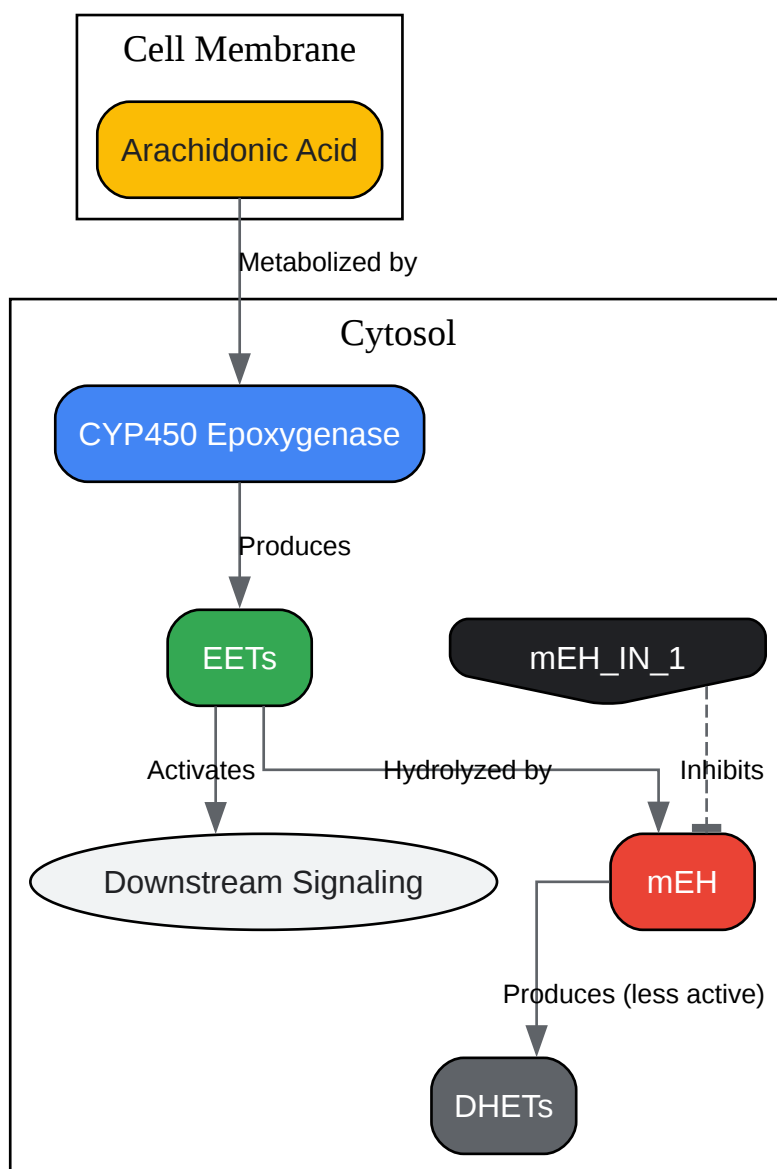 Cell Membrane
Arachidonic Acid
Metabolized by
Cytosol
CYP450 Epoxygenase
Produces
EETs
mEH_IN_1
Activates
Hydrolyzed by
Inhibits
Downstream Signaling
mEH
Produces (less active)
DHETs